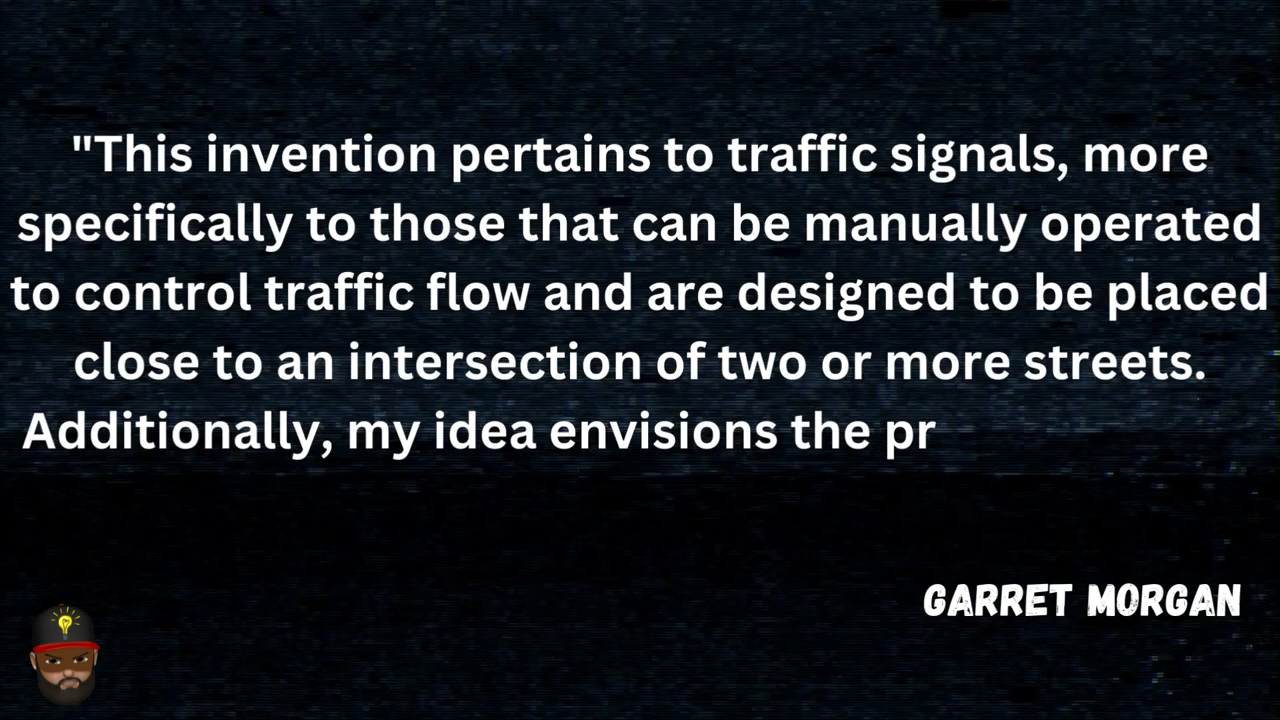 "This invention pertains to traffic signals, more
specifically to those that can be manually operated
to control traffic flow and are designed to be placed
close to an intersection of two or more streets.
Additionally, my idea envisions the pr
GARRET MORGAN